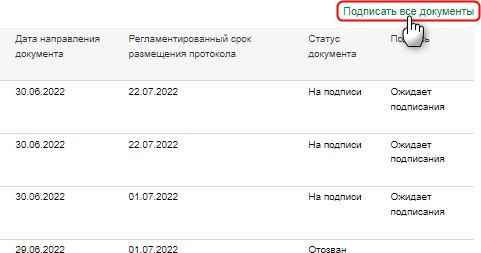 Подписать все документы
Дата направления документа
Регламентированный срок размещения протокола
Статус документа
30.06.2022 22.07.2022 На подписи Ожидает подписания
30.06.2022 22.07.2022 На подписи Ожидает подписания
30.06.2022 01.07.2022 На подписи Ожидает подписания
29.06.2022 01.07.2022 Отозван